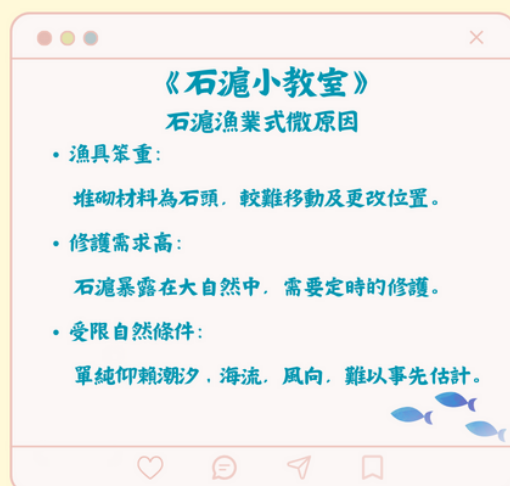 《石滬小教室》
石滬漁業式微原因
• 漁具笨重:
堆砌材料為石頭，較難移動及更改位置。
• 修護需求高:
石滬暴露在大自然中，需要定時的修護。
• 受限自然條件:
單純仰賴潮汐，海流，風向，難以事先估計。